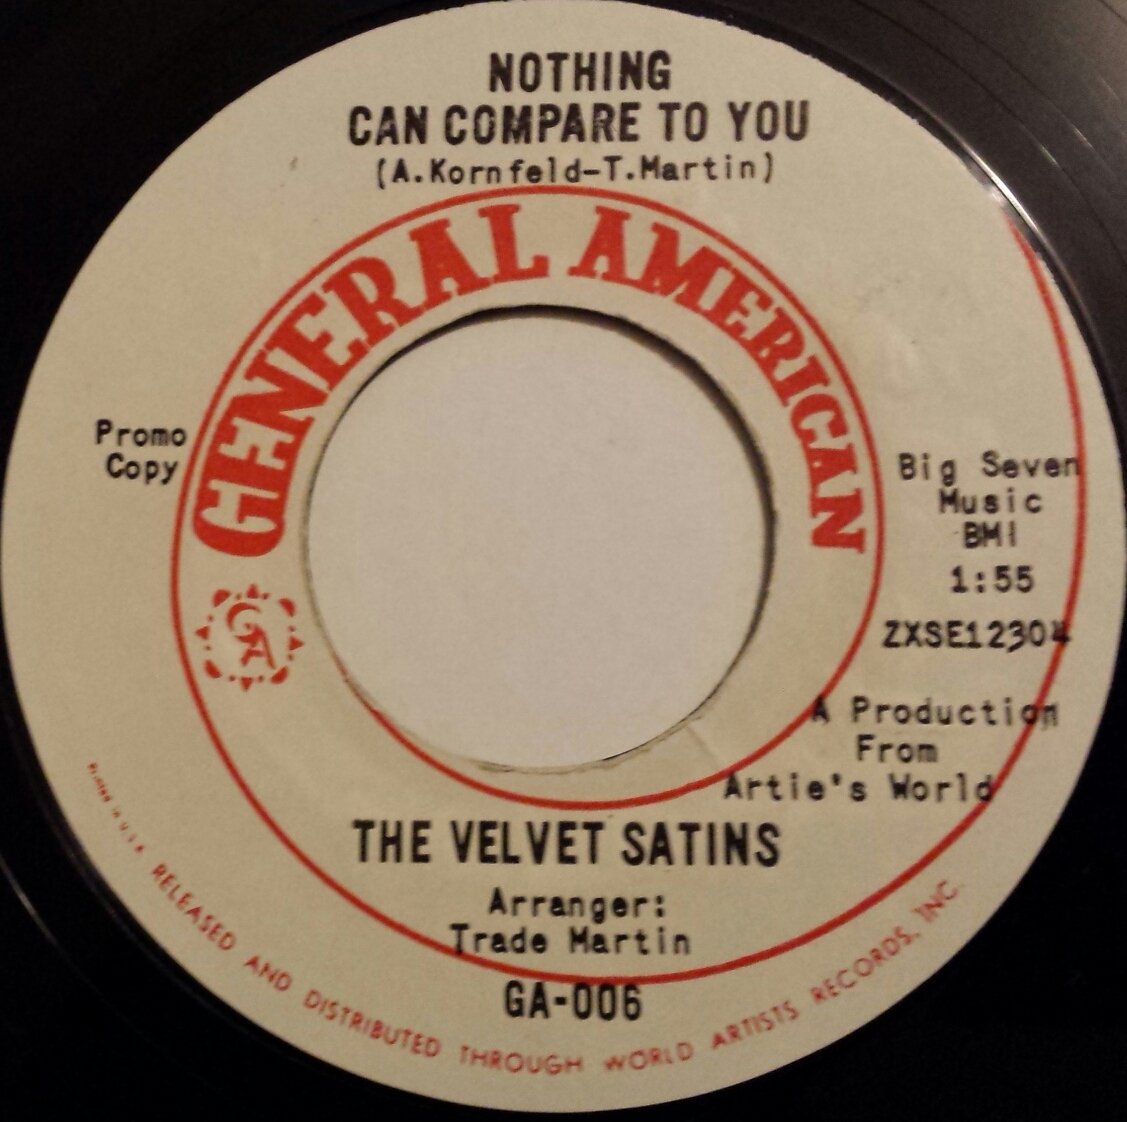 NOTHING
CAN COMPARE TO YOU
(A.Kornfeld-T.Martin)
GENERAL AMERICAN
Promo
Copy
Big Seven
Music
BMI
1:55
ZXSE12304
GA
A Production
From
Artie's World
THE VELVET SATINS
Arranger:
Trade Martin
GA-006
Printed in U.S.A. RELEASED AND DISTRIBUTED THROUGH WORLD ARTISTS RECORDS, INC.